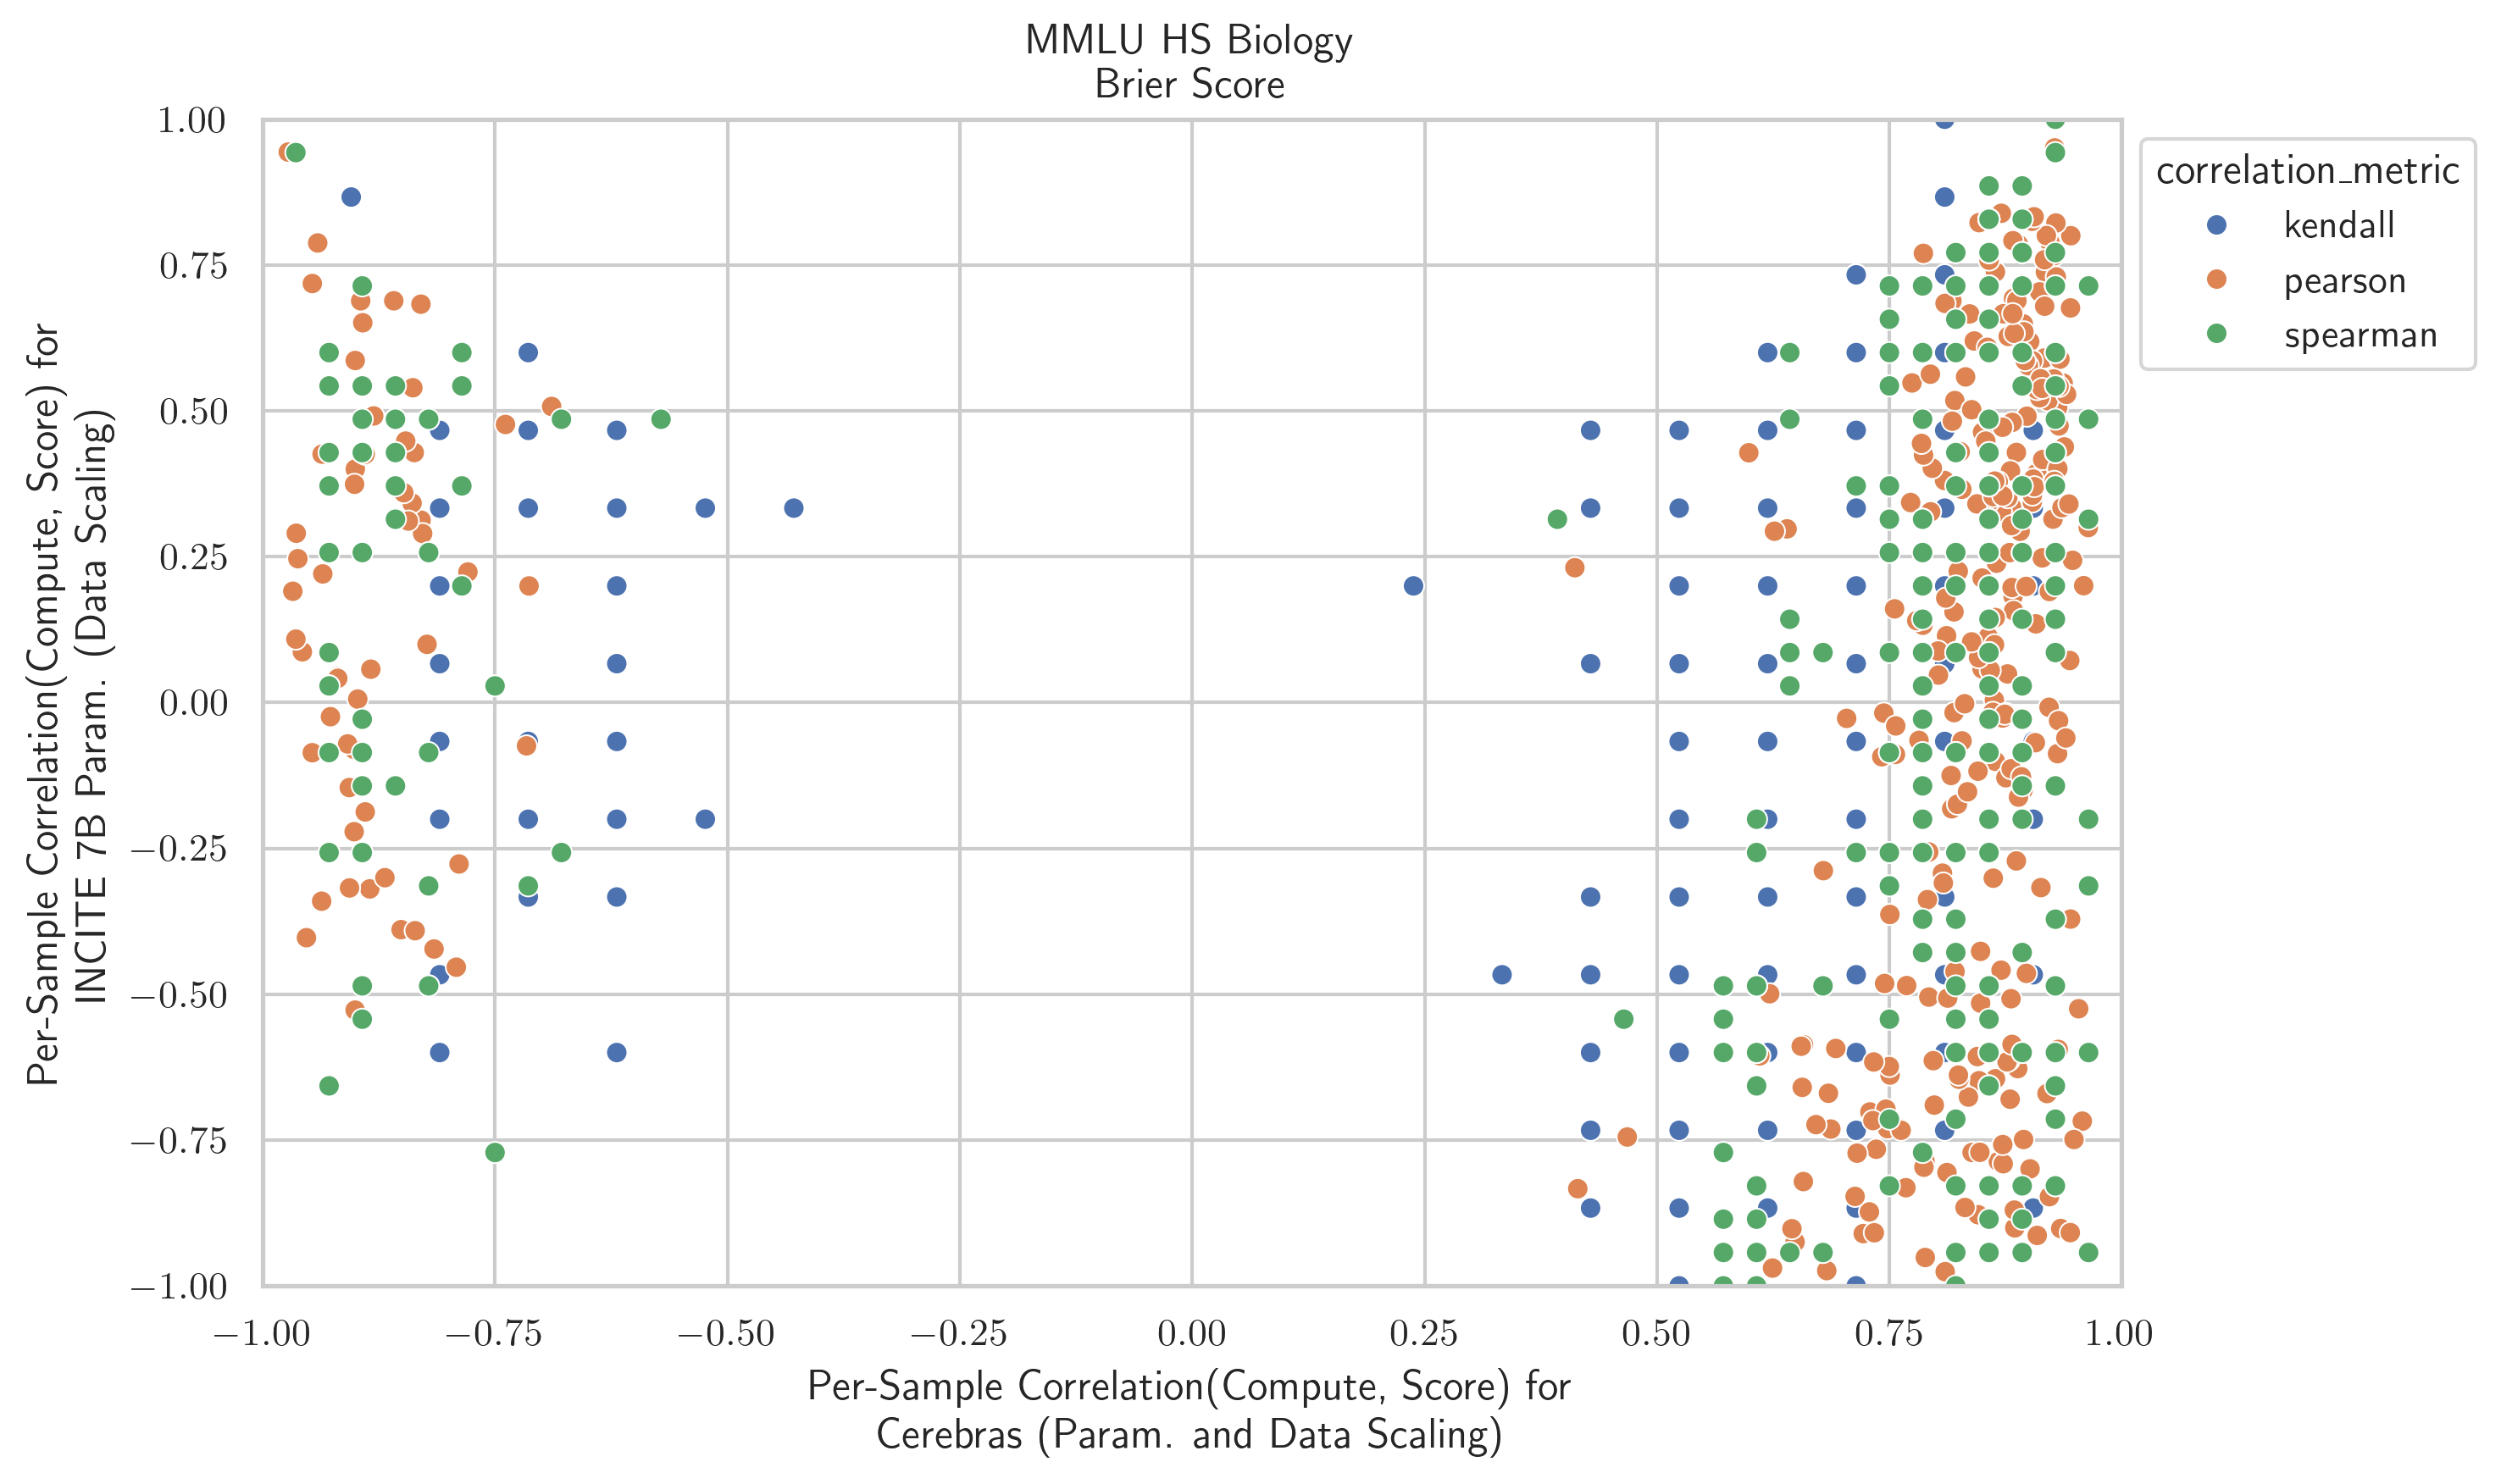 MMLU HS Biology
Brier Score
Per-Sample Correlation(Compute, Score) for
INCITE 7B Param. (Data Scaling)
1.00
0.75
0.50
0.25
0.00
−0.25
−0.50
−0.75
−1.00
−1.00 −0.75 −0.50 −0.25 0.00 0.25 0.50 0.75 1.00
Per-Sample Correlation(Compute, Score) for
Cerebras (Param. and Data Scaling)
correlation_metric
kendall
pearson
spearman